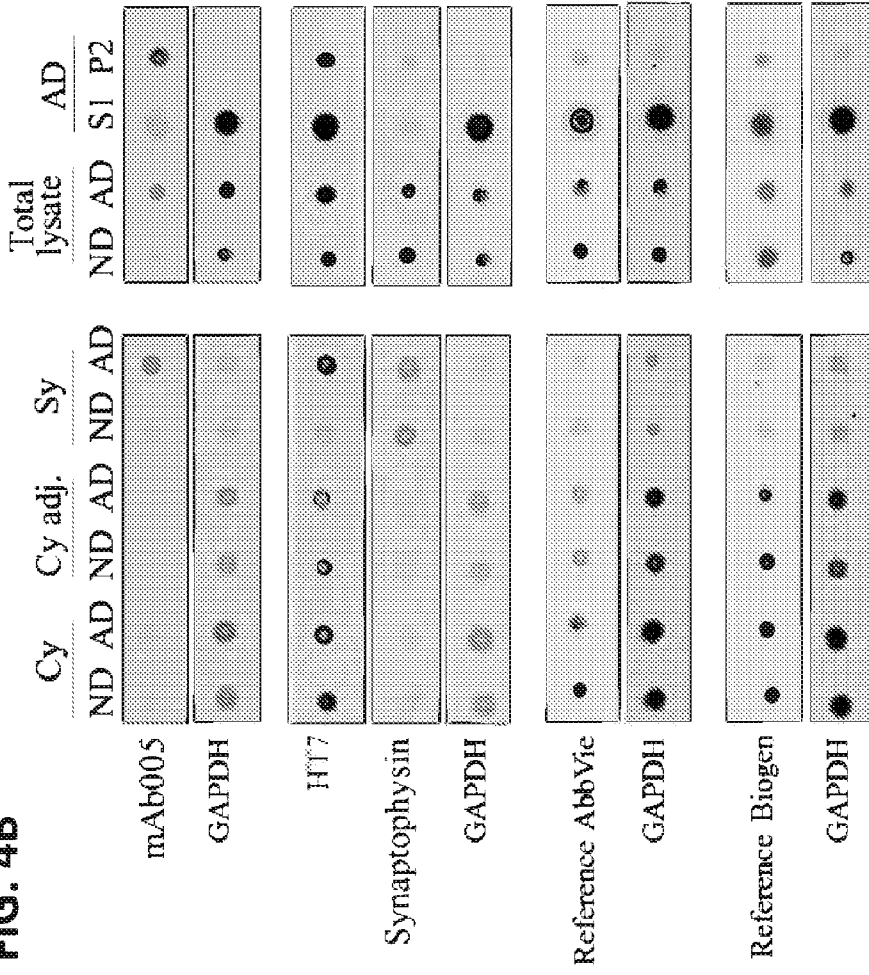 FIG. 4B
Total lysate
AD
Cy
Cy adj.
Sy
ND AD ND AD ND AD
ND AD S1 P2
mAb005
GAPDH
HT7
Synaptophysin
GAPDH
Reference AbbVie
GAPDH
Reference Biogen
GAPDH